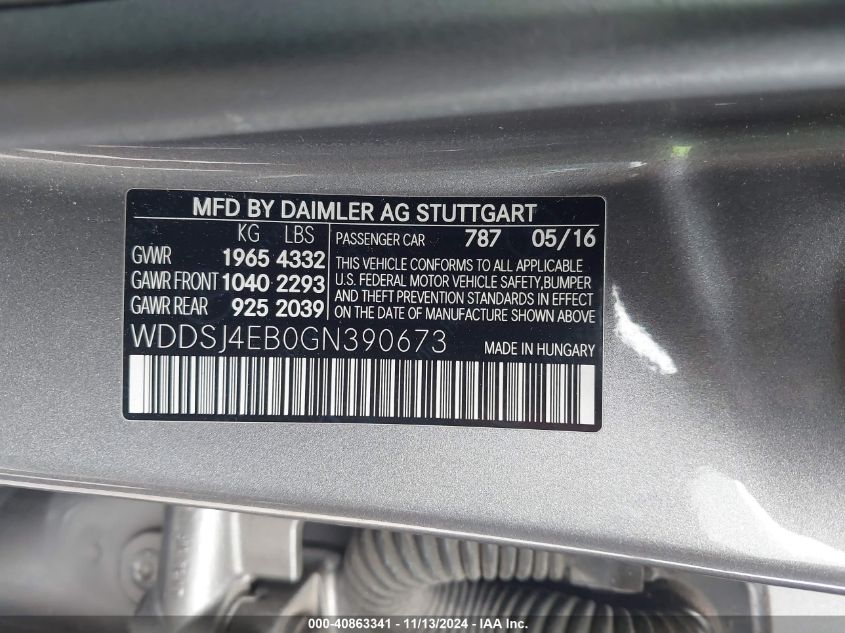 MFD BY DAIMLER AG STUTTGART
KG LBS
GVWR 1965 4332
GAWR FRONT 1040 2293
GAWR REAR 925 2039
PASSENGER CAR 787 05/16
THIS VEHICLE CONFORMS TO ALL APPLICABLE
U.S. FEDERAL MOTOR VEHICLE SAFETY,BUMPER
AND THEFT PREVENTION STANDARDS IN EFFECT
ON THE DATE OF MANUFACTURE SHOWN ABOVE
WDDSJ4EB0GN390673
MADE IN HUNGARY
000-40863341 - 11/13/2024 - IAAI.com